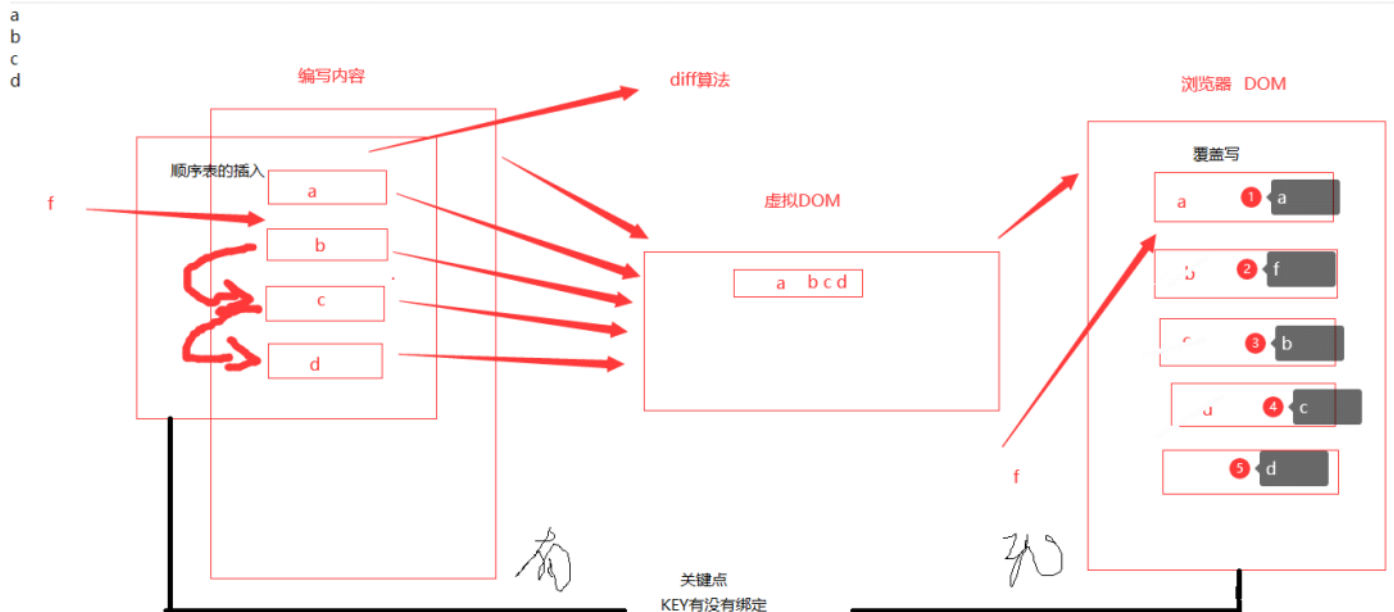 a
b
c
d
编写内容
diff算法
浏览器 DOM
顺序表的插入
覆盖写
f
a
b
c
d
虚拟DOM
a b c d
a 1 a
b 2 f
3 b
4 c
5 d
f
有
关键点
KEY有没有绑定